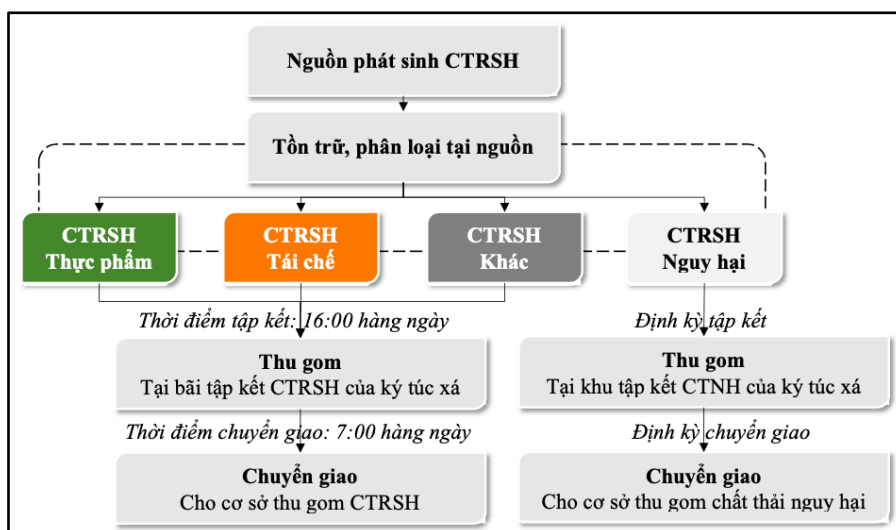 Nguồn phát sinh CTRSH
Tồn trữ, phân loại tại nguồn
CTRSH
Thực phẩm
CTRSH
Tái chế
CTRSH
Khác
CTRSH
Nguy hại
Thời điểm tập kết: 16:00 hàng ngày
Định kỳ tập kết
Thu gom
Tại bãi tập kết CTRSH của ký túc xá
Thu gom
Tại khu tập kết CTNH của ký túc xá
Thời điểm chuyển giao: 7:00 hàng ngày
Định kỳ chuyển giao
Chuyển giao
Cho cơ sở thu gom CTRSH
Chuyển giao
Cho cơ sở thu gom chất thải nguy hại